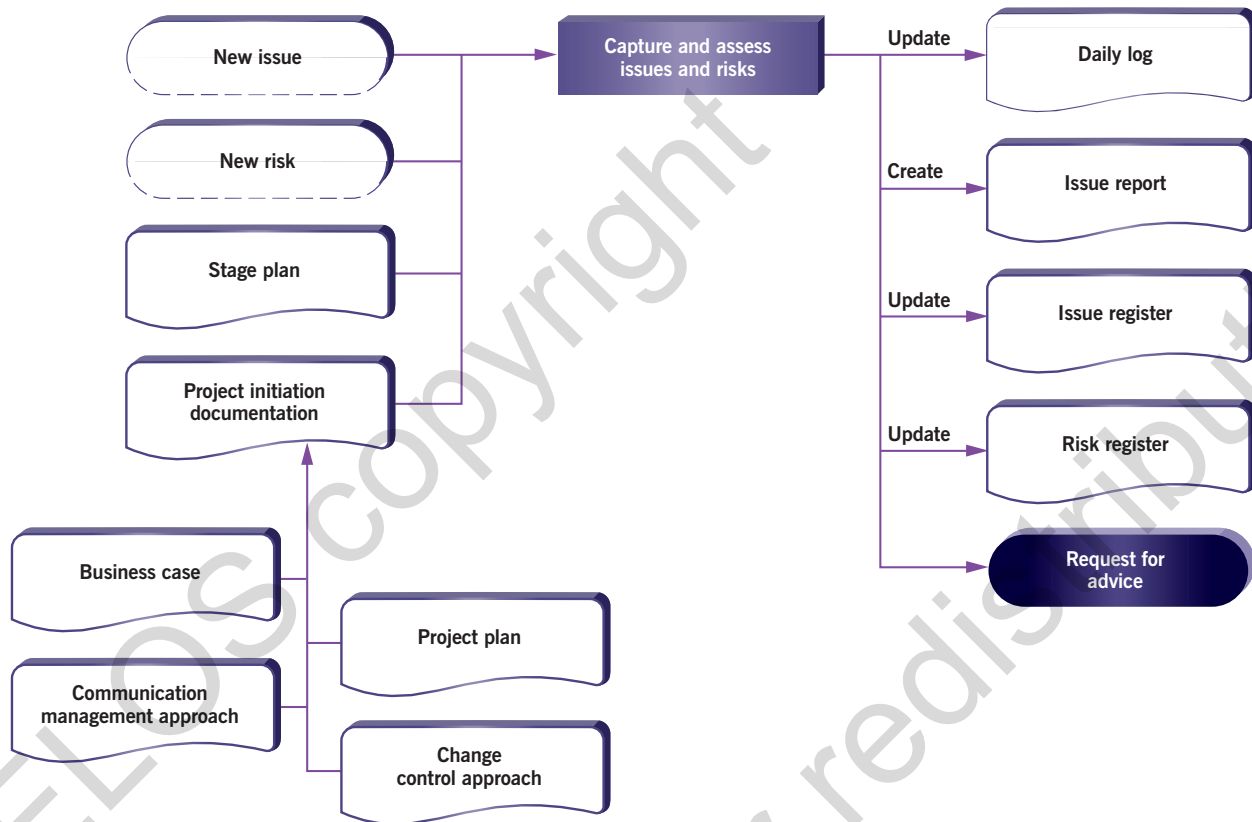 New issue
Capture and assess
issues and risks
Update
Daily log
New risk
Create
Issue report
Stage plan
Update
Issue register
Project initiation
documentation
Update
Risk register
Business case
Request for
advice
Project plan
Communication
management approach
Change
control approach
ELOS copyright
r redistribut